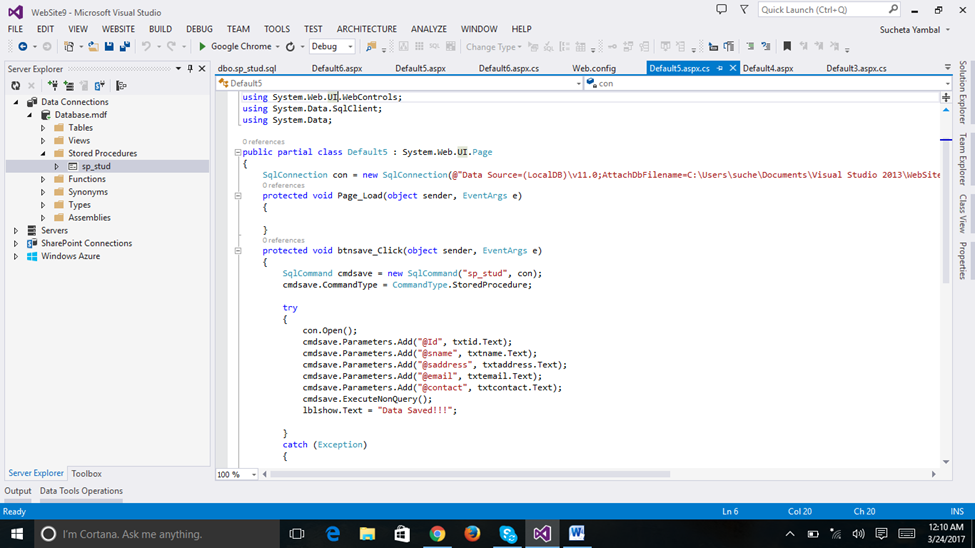 WebSite9 - Microsoft Visual Studio
Quick Launch (Ctrl+Q)
FILE EDIT VIEW WEBSITE BUILD DEBUG TEAM TOOLS TEST ARCHITECTURE ANALYZE WINDOW HELP
Sucheta Yambal
Google Chrome
Debug
Change Type
Server Explorer
Data Connections
Database.mdf
Tables
Views
Stored Procedures
sp_stud
Functions
Synonyms
Types
Assemblies
Servers
SharePoint Connections
Windows Azure
Server Explorer Toolbox
dbo.sp_stud.sql Default6.aspx Default5.aspx Default6.aspx.cs Web.config Default5.aspx.cs Default4.aspx Default3.aspx.cs
Default5 con
using System.Web.UI.WebControls;
using System.Data.SqlClient;
using System.Data;
0 references
public partial class Default5 : System.Web.UI.Page
{
SqlConnection con = new SqlConnection(@"Data Source=(LocalDB)\v11.0;AttachDbFilename=C:\Users\suche\Documents\Visual Studio 2013\WebSite
0 references
protected void Page_Load(object sender, EventArgs e)
{
}
0 references
protected void btnsave_Click(object sender, EventArgs e)
{
SqlCommand cmdsave = new SqlCommand("sp_stud", con);
cmdsave.CommandType = CommandType.StoredProcedure;
try
{
con.Open();
cmdsave.Parameters.Add("@Id", txtid.Text);
cmdsave.Parameters.Add("@sname", txtname.Text);
cmdsave.Parameters.Add("@saddress", txtaddress.Text);
cmdsave.Parameters.Add("@email", txtemail.Text);
cmdsave.Parameters.Add("@contact", txtcontact.Text);
cmdsave.ExecuteNonQuery();
lblshow.Text = "Data Saved!!!";
}
catch (Exception)
{
100 %
Solution Explorer
Team Explorer
Class View
Properties
Output Data Tools Operations
Ready Ln 6 Col 20 Ch 20 INS
I'm Cortana. Ask me anything.
12:10 AM
3/24/2017